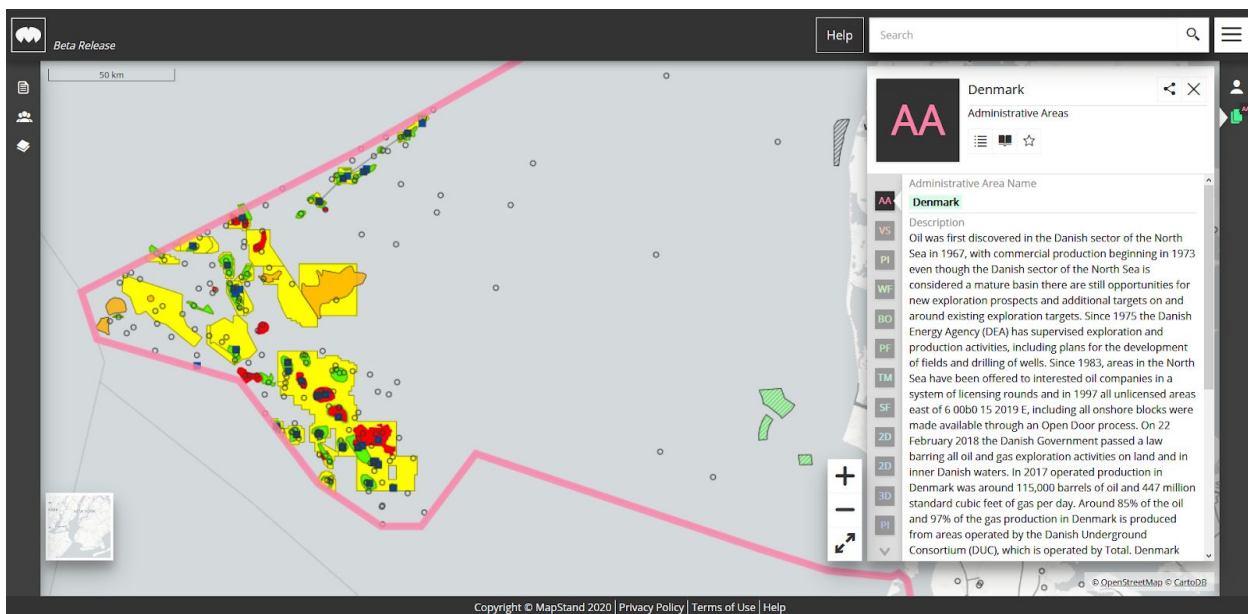 Beta Release
Help
Search
50 km
AA
Denmark
Administrative Areas
AA
AA
VS
PI
WF
BO
PF
TM
SF
2D
2D
3D
PI
Administrative Area Name
Denmark
Description
Oil was first discovered in the Danish sector of the North
Sea in 1967, with commercial production beginning in 1973
even though the Danish sector of the North Sea is
considered a mature basin there are still opportunities for
new exploration prospects and additional targets on and
around existing exploration targets. Since 1975 the Danish
Energy Agency (DEA) has supervised exploration and
production activities, including plans for the development
of fields and drilling of wells. Since 1983, areas in the North
Sea have been offered to interested oil companies in a
system of licensing rounds and in 1997 all unlicensed areas
east of 6 00b0 15 2019 E, including all onshore blocks were
made available through an Open Door process. On 22
February 2018 the Danish Government passed a law
barring all oil and gas exploration activities on land and in
inner Danish waters. In 2017 operated production in
Denmark was around 115,000 barrels of oil and 447 million
standard cubic feet of gas per day. Around 85% of the oil
and 97% of the gas production in Denmark is produced
from areas operated by the Danish Underground
Consortium (DUC), which is operated by Total. Denmark
© OpenStreetMap © CartoDB
Copyright © MapStand 2020 | Privacy Policy | Terms of Use | Help